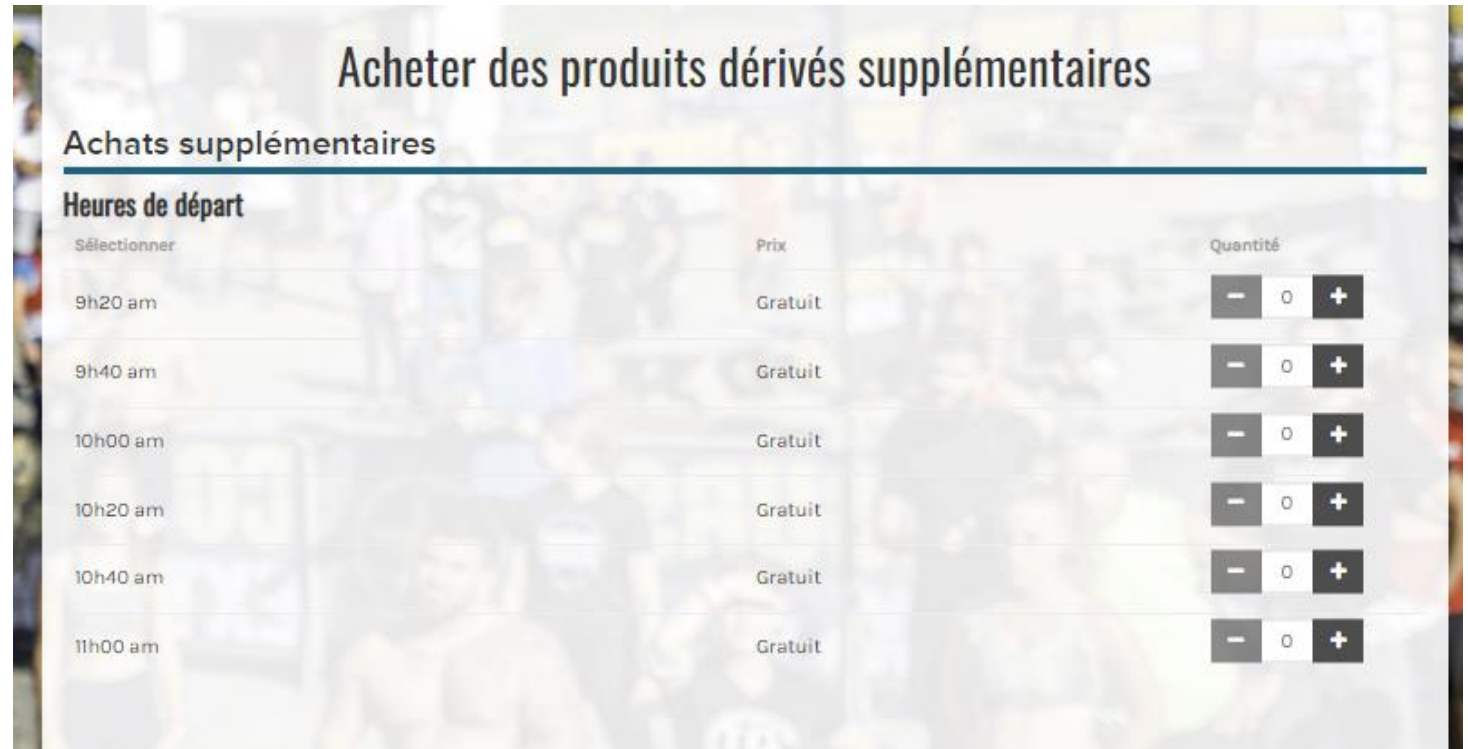 Acheter des produits dérivés supplémentaires
Achats supplémentaires
Heures de départ
Sélectionner Prix Quantité
9h20 am Gratuit − 0 +
9h40 am Gratuit − 0 +
10h00 am Gratuit − 0 +
10h20 am Gratuit − 0 +
10h40 am Gratuit − 0 +
11h00 am Gratuit − 0 +